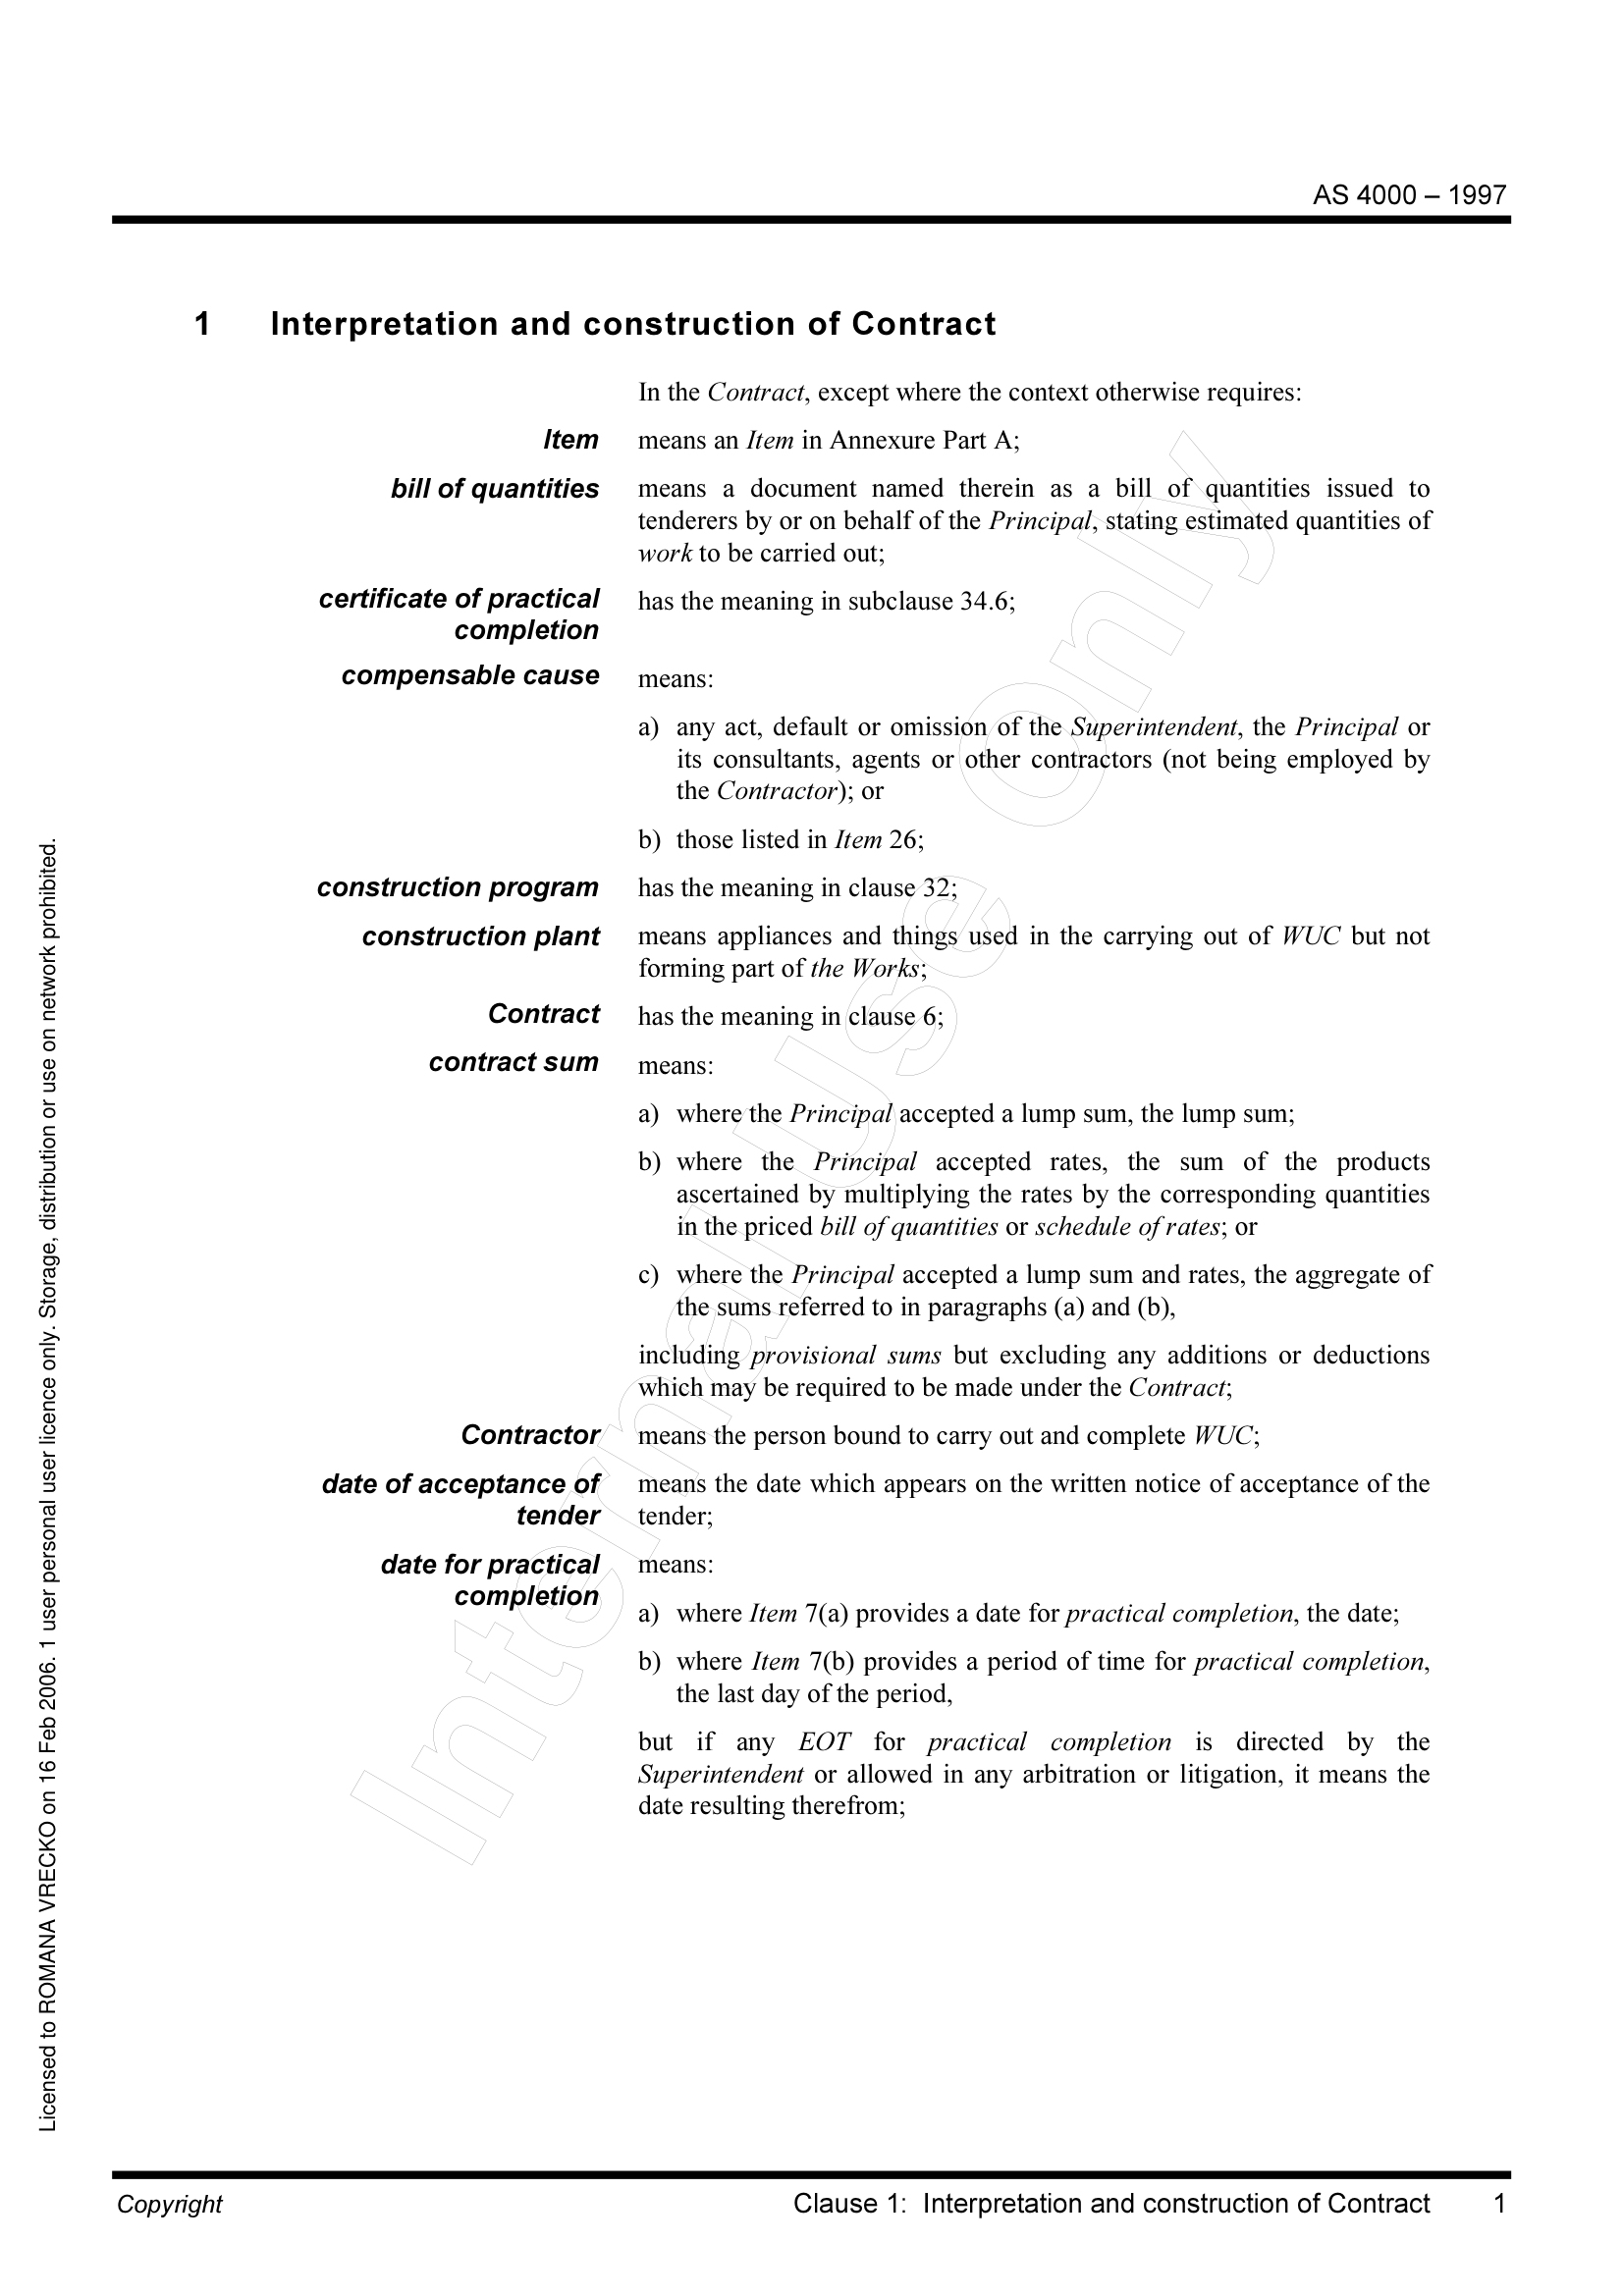 AS 4000 – 1997
1 Interpretation and construction of Contract
In the Contract, except where the context otherwise requires:
Item means an Item in Annexure Part A;
bill of quantities means a document named therein as a bill of quantities issued to
tenderers by or on behalf of the Principal, stating estimated quantities of
work to be carried out;
certificate of practical has the meaning in subclause 34.6;
completion
compensable cause means:
a) any act, default or omission of the Superintendent, the Principal or
its consultants, agents or other contractors (not being employed by
the Contractor); or
b) those listed in Item 26;
construction program has the meaning in clause 32;
construction plant means appliances and things used in the carrying out of WUC but not
forming part of the Works;
Contract has the meaning in clause 6;
contract sum means:
a) where the Principal accepted a lump sum, the lump sum;
b) where the Principal accepted rates, the sum of the products
ascertained by multiplying the rates by the corresponding quantities
in the priced bill of quantities or schedule of rates; or
c) where the Principal accepted a lump sum and rates, the aggregate of
the sums referred to in paragraphs (a) and (b),
including provisional sums but excluding any additions or deductions
which may be required to be made under the Contract;
Contractor means the person bound to carry out and complete WUC;
date of acceptance of means the date which appears on the written notice of acceptance of the
tender tender;
date for practical means:
completion
a) where Item 7(a) provides a date for practical completion, the date;
b) where Item 7(b) provides a period of time for practical completion,
the last day of the period,
but if any EOT for practical completion is directed by the
Superintendent or allowed in any arbitration or litigation, it means the
date resulting therefrom;
Internal Use Only
Licensed to ROMANA VRECKO on 16 Feb 2006. 1 user personal user licence only. Storage, distribution or use on network prohibited.
Copyright Clause 1: Interpretation and construction of Contract 1